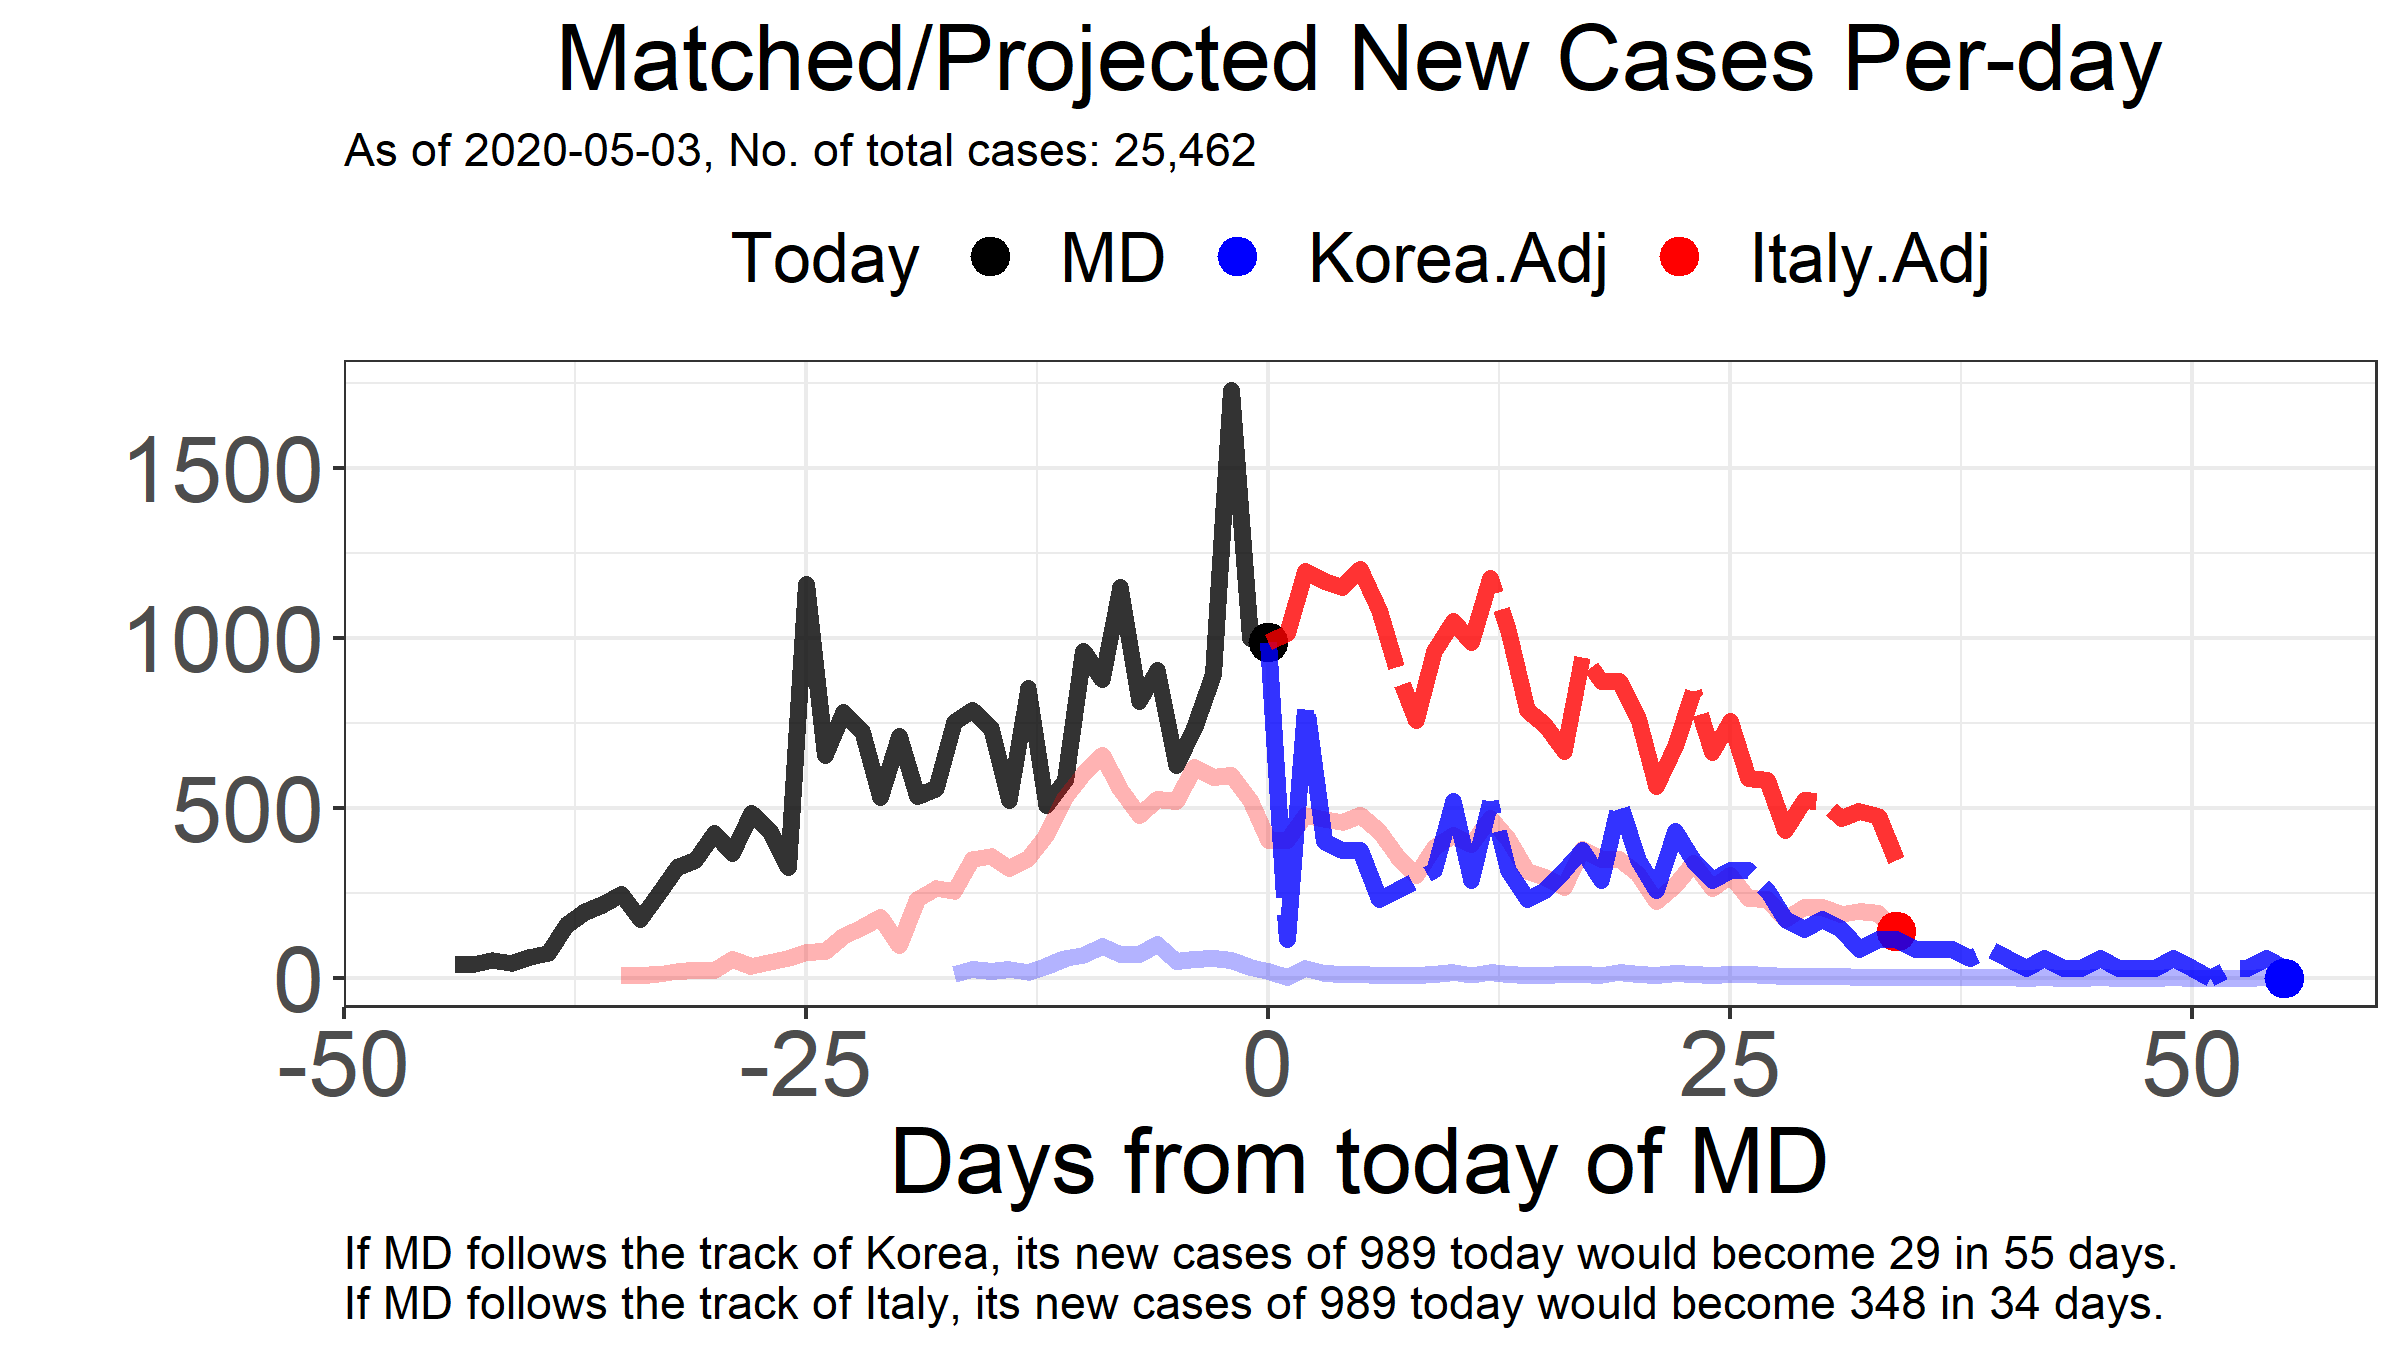 Matched/Projected New Cases Per-day
As of 2020-05-03, No. of total cases: 25,462
Today MD Korea.Adj Italy.Adj
1500
1000
500
0
-50 -25 0 25 50
Days from today of MD
If MD follows the track of Korea, its new cases of 989 today would become 29 in 55 days.
If MD follows the track of Italy, its new cases of 989 today would become 348 in 34 days.